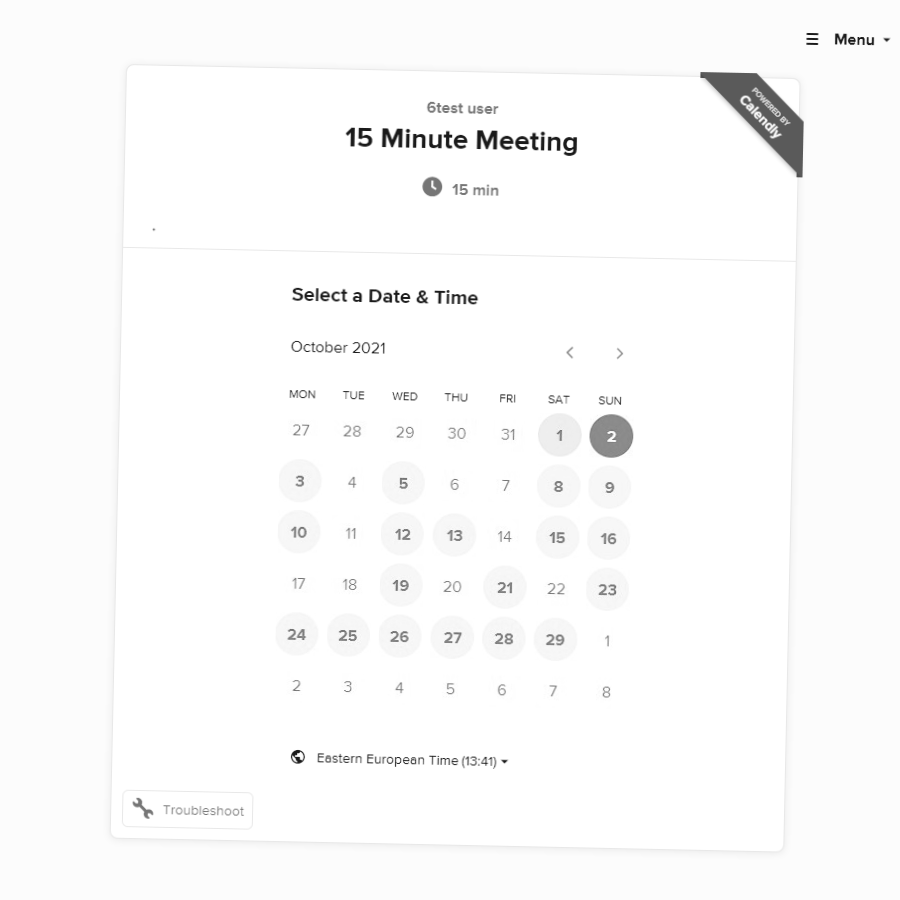 Menu
POWERED BY
Calendly
6test user
15 Minute Meeting
15 min
Select a Date & Time
October 2021
MON TUE WED THU FRI SAT SUN
27 28 29 30 31 1 2
3 4 5 6 7 8 9
10 11 12 13 14 15 16
17 18 19 20 21 22 23
24 25 26 27 28 29 1
2 3 4 5 6 7 8
Eastern European Time (13:41)
Troubleshoot